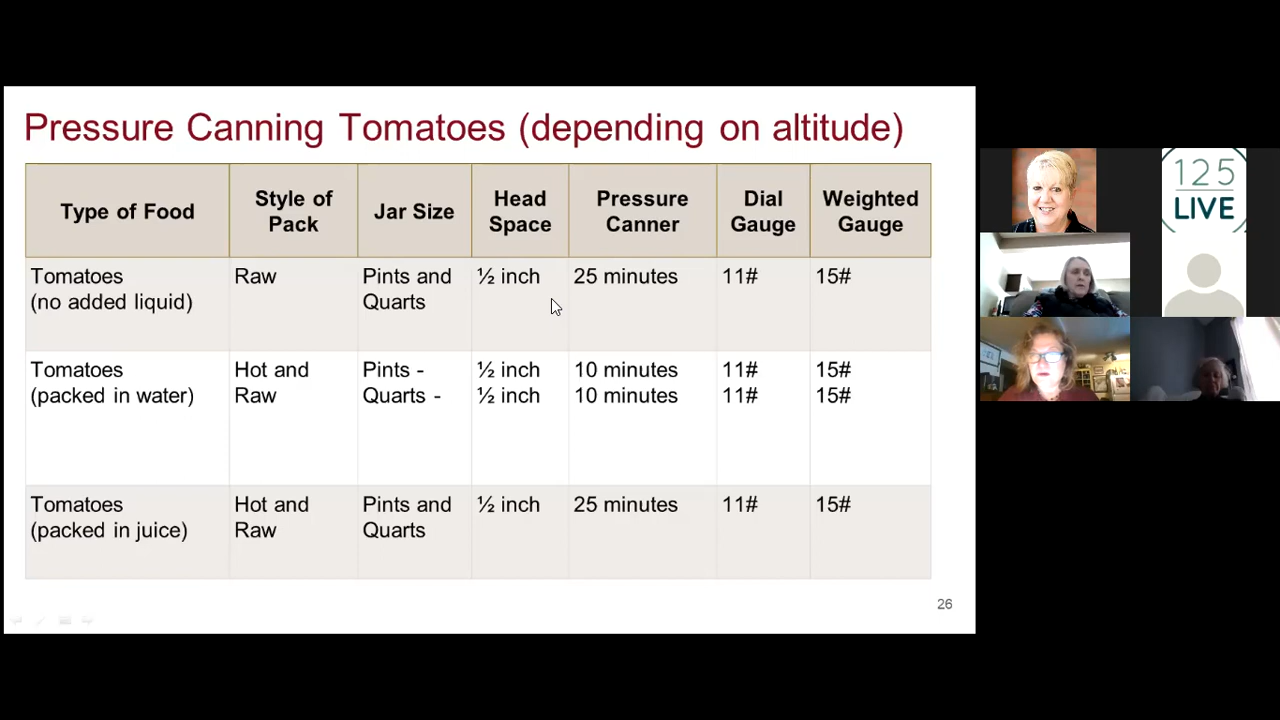 Pressure Canning Tomatoes (depending on altitude)
Type of Food
Style of
Pack
Jar Size
Head
Space
Pressure
Canner
Dial
Gauge
Weighted
Gauge
Tomatoes
(no added liquid)
Raw
Pints and
Quarts
½ inch
25 minutes
11#
15#
Tomatoes
(packed in water)
Hot and
Raw
Pints -
Quarts -
½ inch
½ inch
10 minutes
10 minutes
11#
11#
15#
15#
Tomatoes
(packed in juice)
Hot and
Raw
Pints and
Quarts
½ inch
25 minutes
11#
15#
26
125
LIVE